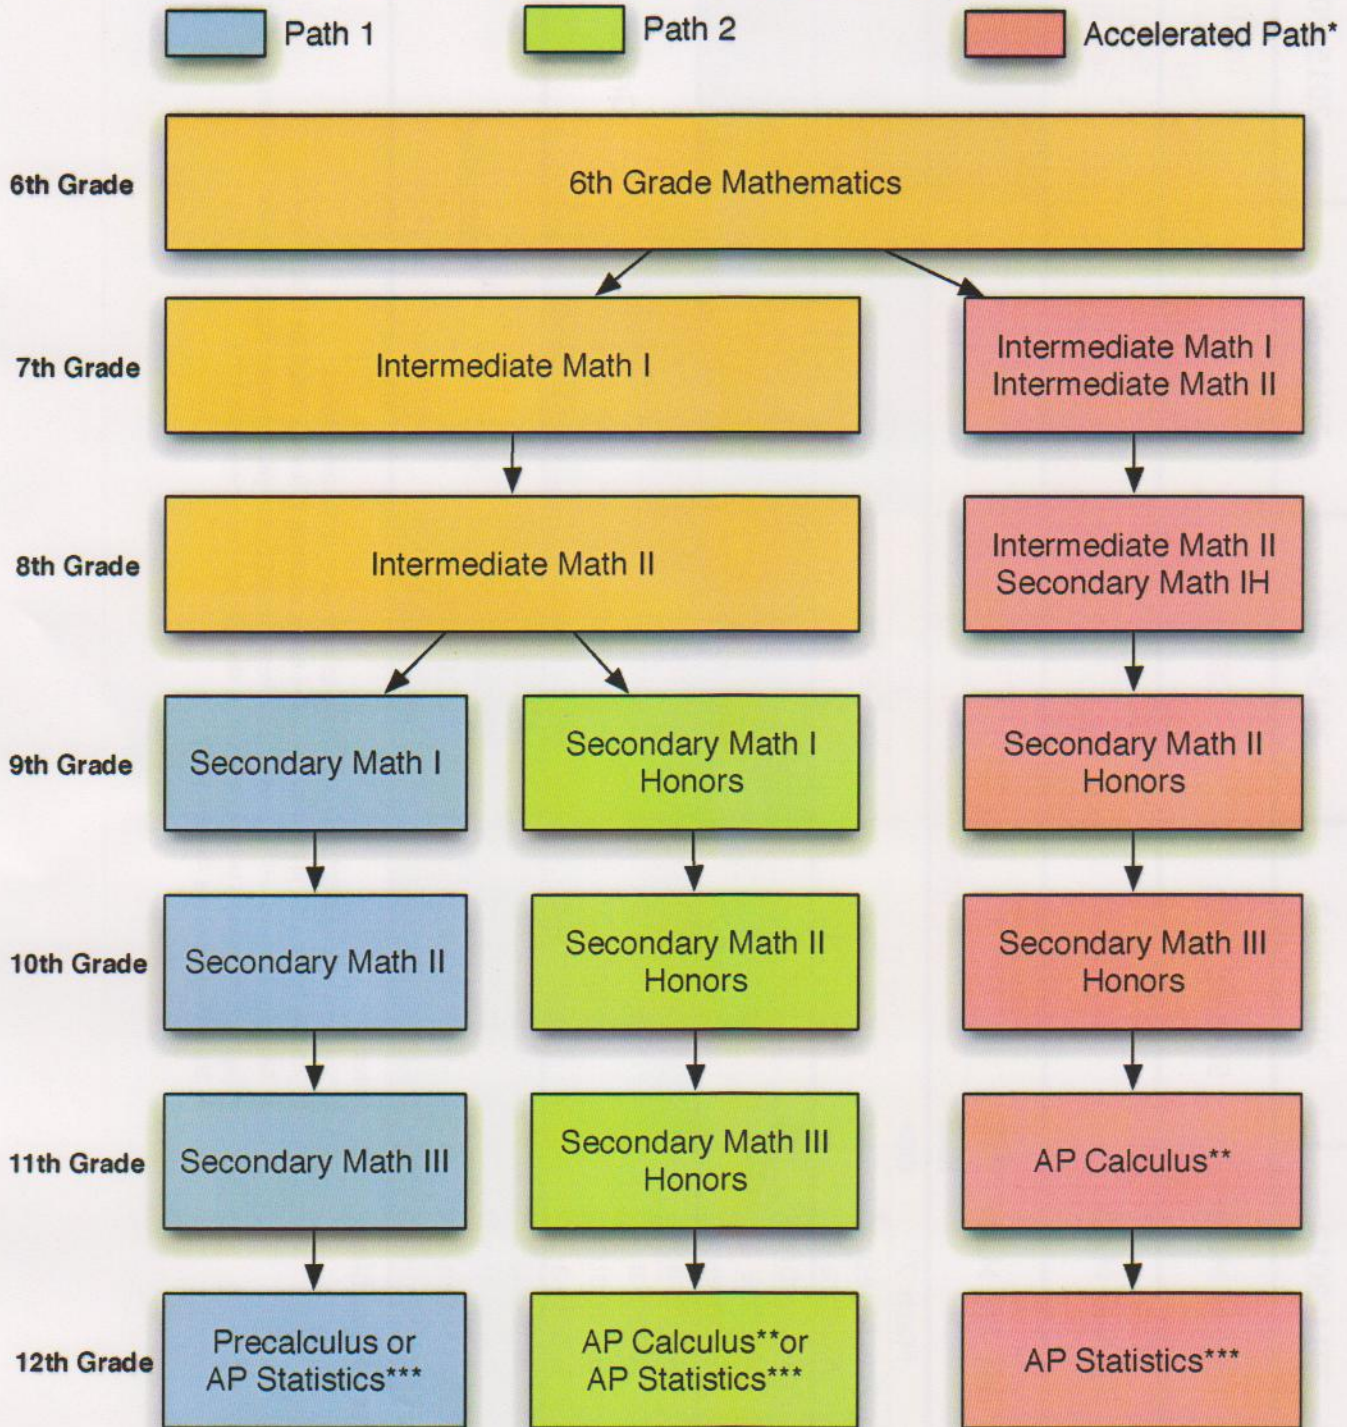 Path 1
Path 2
Accelerated Path*
6th Grade
6th Grade Mathematics
7th Grade
Intermediate Math I
Intermediate Math I
Intermediate Math II
8th Grade
Intermediate Math II
Intermediate Math II
Secondary Math IH
9th Grade
Secondary Math I
Secondary Math I
Honors
Secondary Math II
Honors
10th Grade
Secondary Math II
Secondary Math II
Honors
Secondary Math III
Honors
11th Grade
Secondary Math III
Secondary Math III
Honors
AP Calculus**
12th Grade
Precalculus or
AP Statistics***
AP Calculus**or
AP Statistics***
AP Statistics***